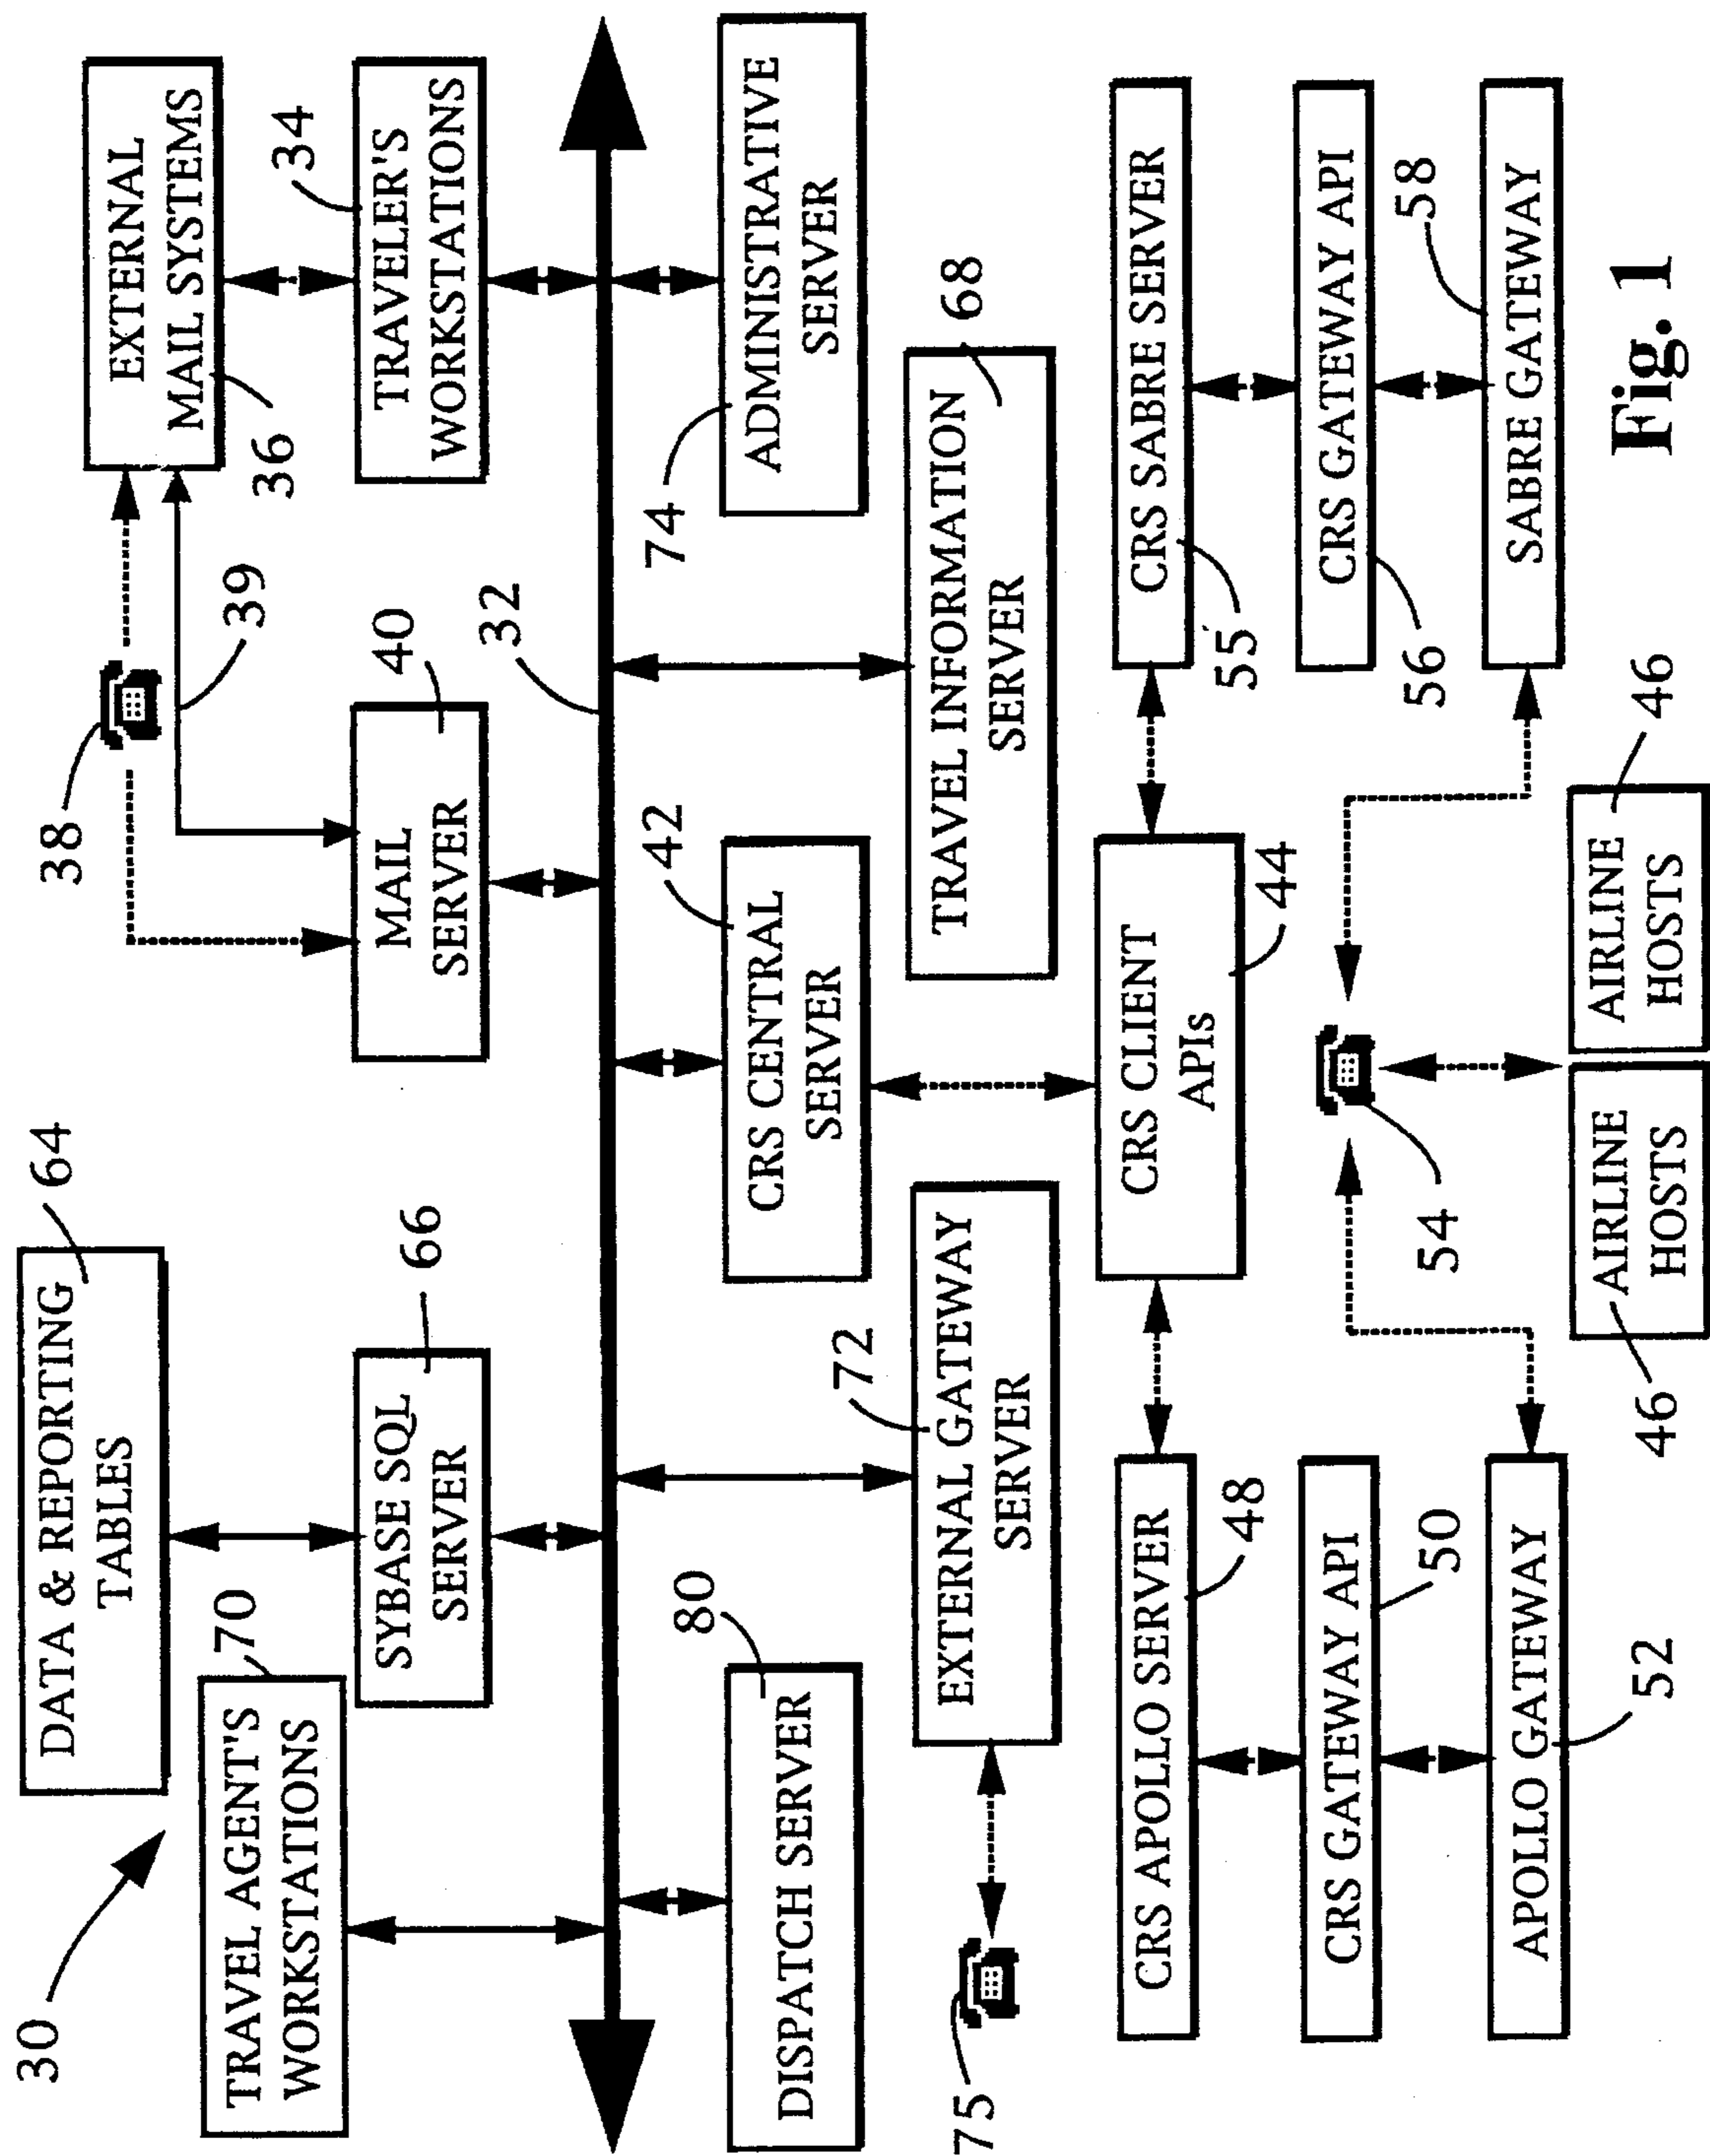 30
DATA & REPORTING
TABLES
64
38
EXTERNAL
MAIL SYSTEMS
36
39
TRAVEL AGENT'S
WORKSTATIONS
70
SYBASE SQL
SERVER
66
MAIL
SERVER
40
TRAVELER'S
WORKSTATIONS
34
32
DISPATCH SERVER
80
CRS CENTRAL
SERVER
42
ADMINISTRATIVE
SERVER
74
75
EXTERNAL GATEWAY
SERVER
72
TRAVEL INFORMATION
SERVER
68
CRS APOLLO SERVER
48
CRS CLIENT
APIs
44
CRS SABRE SERVER
55
CRS GATEWAY API
50
54
CRS GATEWAY API
56
APOLLO GATEWAY
52
SABRE GATEWAY
58
46
AIRLINE
HOSTS
AIRLINE
HOSTS
46
Fig. 1